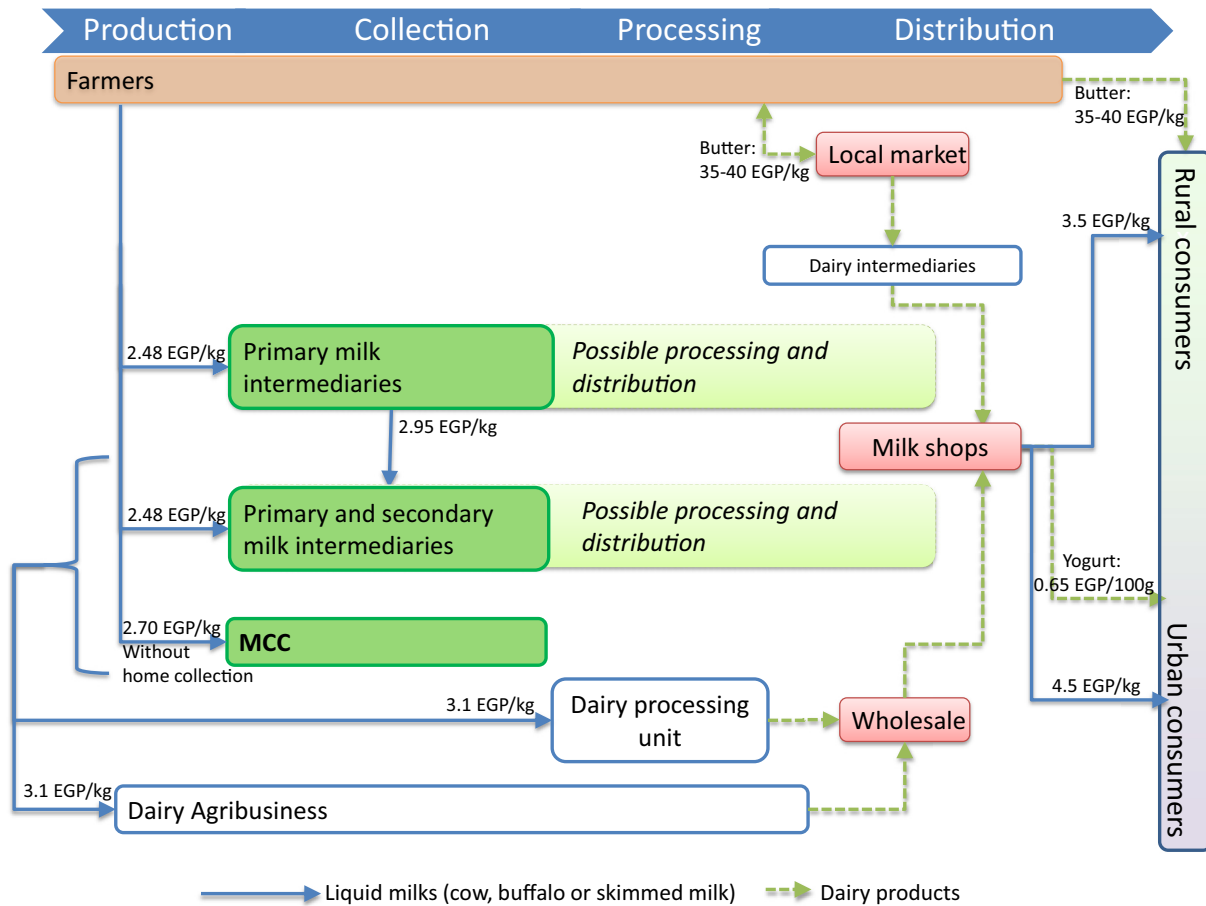 Production Collection Processing Distribution
Farmers
Butter:
35-40 EGP/kg
Butter:
35-40 EGP/kg
Local market
Rural consumers
3.5 EGP/kg
Dairy intermediaries
2.48 EGP/kg
Primary milk
intermediaries
Possible processing and
distribution
2.95 EGP/kg
Milk shops
2.48 EGP/kg
Primary and secondary
milk intermediaries
Possible processing and
distribution
Yogurt:
0.65 EGP/100g
2.70 EGP/kg
Without
home collection
MCC
Urban consumers
4.5 EGP/kg
3.1 EGP/kg
Dairy processing
unit
Wholesale
3.1 EGP/kg
Dairy Agribusiness
Liquid milks (cow, buffalo or skimmed milk)
Dairy products